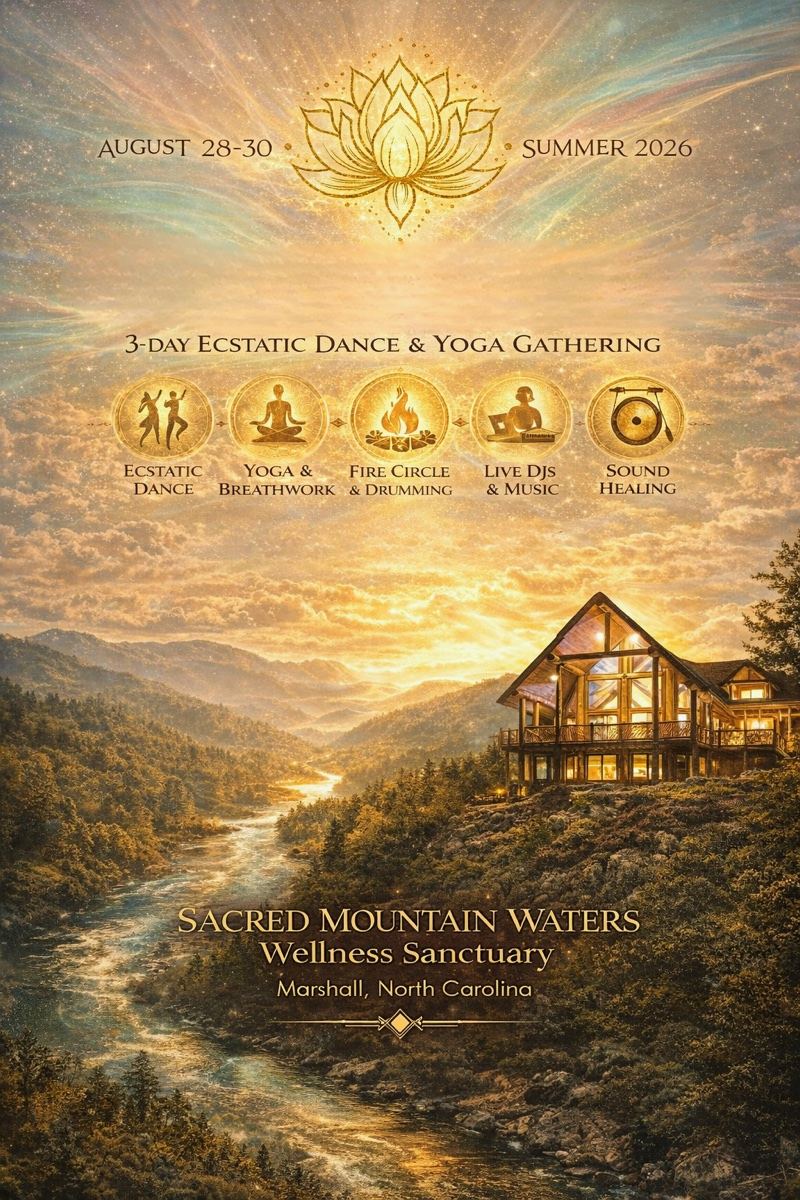 AUGUST 28-30
SUMMER 2026
3-DAY ECSTATIC DANCE & YOGA GATHERING
ECSTATIC
DANCE
YOGA &
BREATHWORK
FIRE CIRCLE
& DRUMMING
LIVE DJS
& MUSIC
SOUND
HEALING
SACRED MOUNTAIN WATERS
Wellness Sanctuary
Marshall, North Carolina